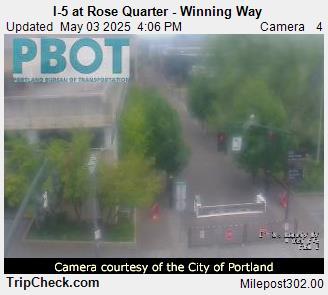 I-5 at Rose Quarter - Winning Way
Updated May 03 2025 4:06 PM Camera 4
PBOT
PORTLAND BUREAU OF TRANSPORTATION
Camera courtesy of the City of Portland
TripCheck.com Milepost302.00